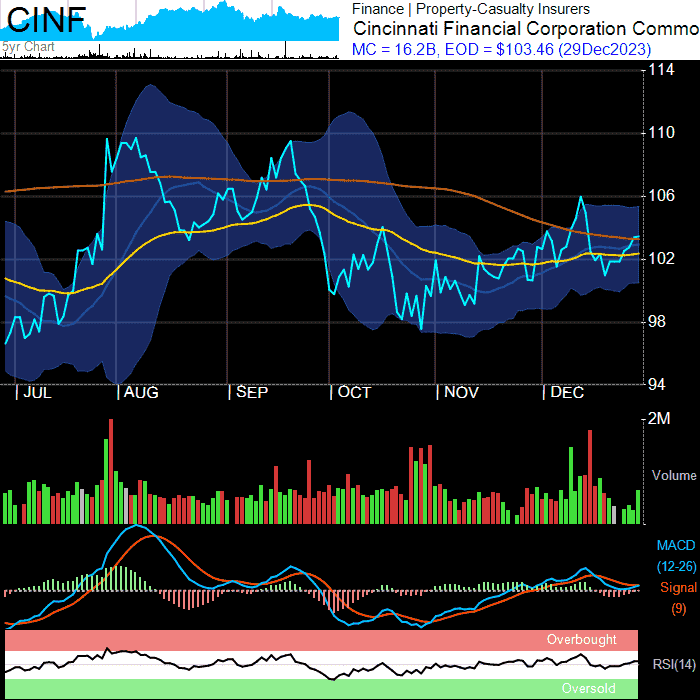 CINF
5yr Chart
Finance | Property-Casualty Insurers
Cincinnati Financial Corporation Commo
MC = 16.2B, EOD = $103.46 (29Dec2023)
114
110
106
102
98
94
| JUL | AUG | SEP | OCT | NOV | DEC
2M
Volume
MACD
(12-26)
Signal
(9)
Overbought
RSI(14)
Oversold